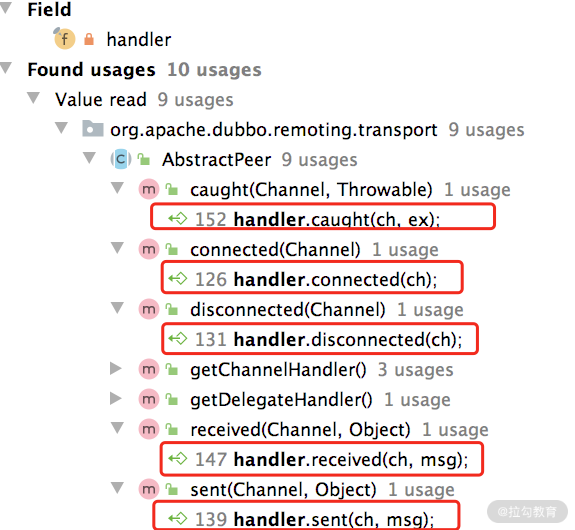 Field
f handler
Found usages 10 usages
Value read 9 usages
org.apache.dubbo.remoting.transport 9 usages
C AbstractPeer 9 usages
m caught(Channel, Throwable) 1 usage
152 handler.caught(ch, ex);
m connected(Channel) 1 usage
126 handler.connected(ch);
m disconnected(Channel) 1 usage
131 handler.disconnected(ch);
m getChannelHandler() 3 usages
m getDelegateHandler() 1 usage
m received(Channel, Object) 1 usage
147 handler.received(ch, msg);
m sent(Channel, Object) 1 usage
139 handler.sent(ch, msg);
@拉勾教育